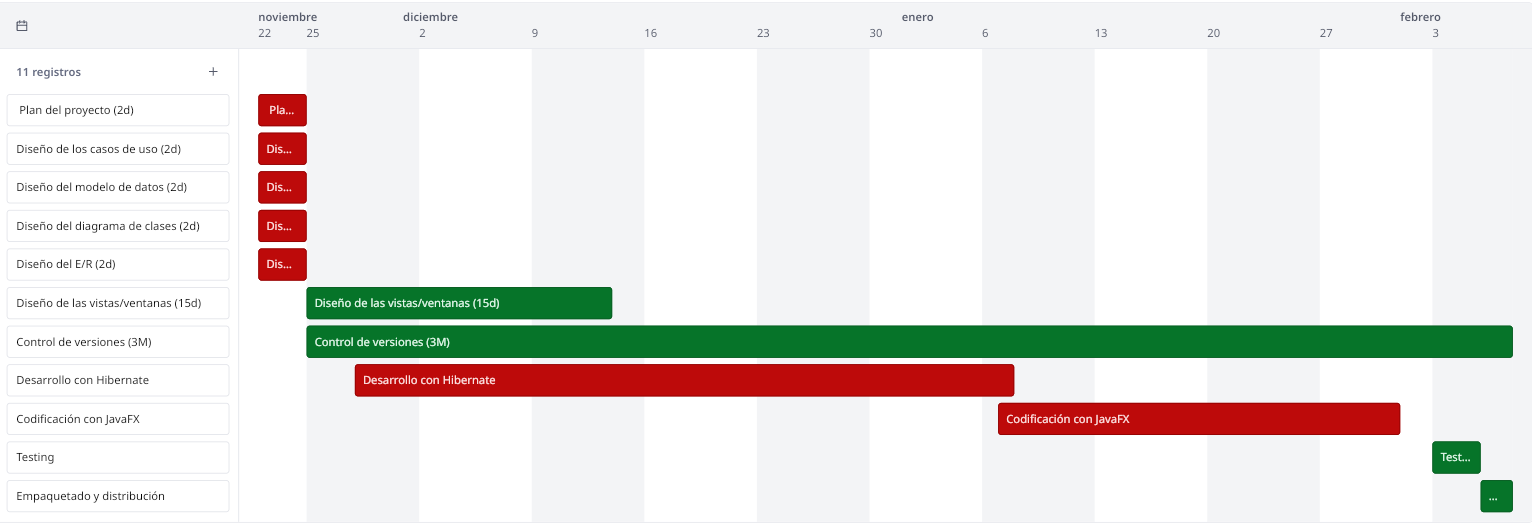 noviembre diciembre enero febrero
22 25 2 9 16 23 30 6 13 20 27 3
11 registros +
Plan del proyecto (2d) Pla...
Diseño de los casos de uso (2d) Dis...
Diseño del modelo de datos (2d) Dis...
Diseño del diagrama de clases (2d) Dis...
Diseño del E/R (2d) Dis...
Diseño de las vistas/ventanas (15d) Diseño de las vistas/ventanas (15d)
Control de versiones (3M) Control de versiones (3M)
Desarrollo con Hibernate Desarrollo con Hibernate
Codificación con JavaFX Codificación con JavaFX
Testing Test...
Empaquetado y distribución ...